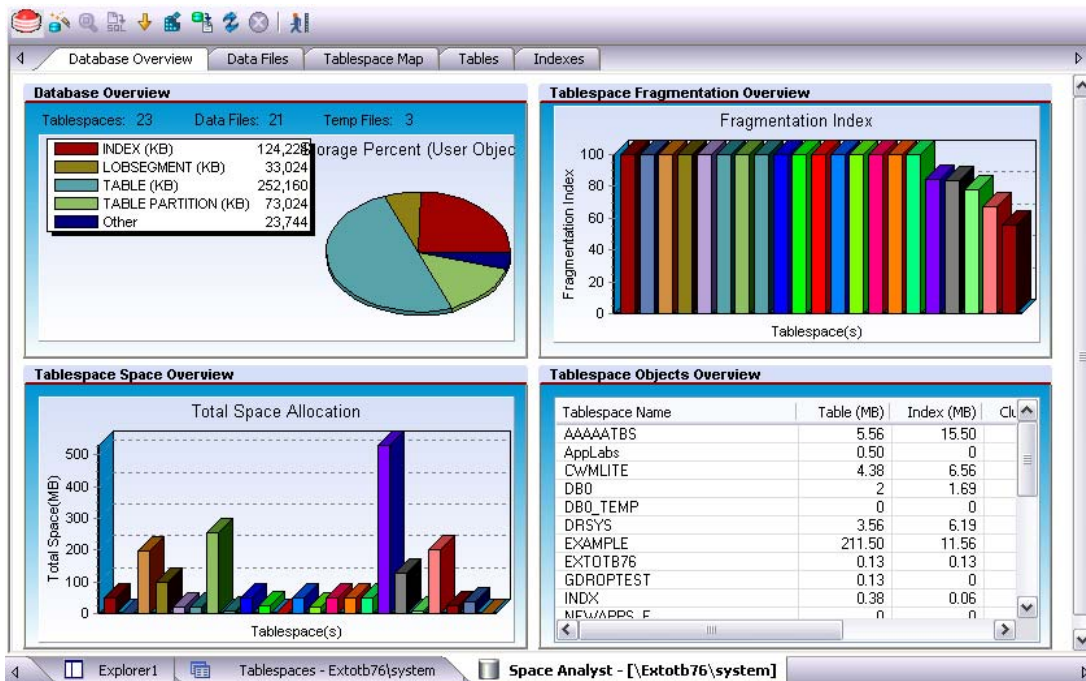 SQL
Database Overview Data Files Tablespace Map Tables Indexes
Database Overview
Tablespaces: 23 Data Files: 21 Temp Files: 3
Storage Percent (User Objec
INDEX (KB) 124,22
LOBSEGMENT (KB) 33,024
TABLE (KB) 252,160
TABLE PARTITION (KB) 73,024
Other 23,744
Tablespace Fragmentation Overview
Fragmentation Index
Fragmentation Index
100
80
60
40
20
0
Tablespace(s)
Tablespace Space Overview
Total Space Allocation
Total Space(MB)
500
400
300
200
100
0
Tablespace(s)
Tablespace Objects Overview
Tablespace Name Table (MB) Index (MB) Clu
AAAAATBS 5.56 15.50
AppLabs 0.50 0
CWMLITE 4.38 6.56
DB0 2 1.69
DB0_TEMP 0 0
DRSYS 3.56 6.19
EXAMPLE 211.50 11.56
EXTOTB76 0.13 0.13
GDROPTEST 0.13 0
INDX 0.38 0.06
NEWAPPS_F 0 0
Explorer1 Tablespaces - Extotb76\system Space Analyst - [\Extotb76\system]